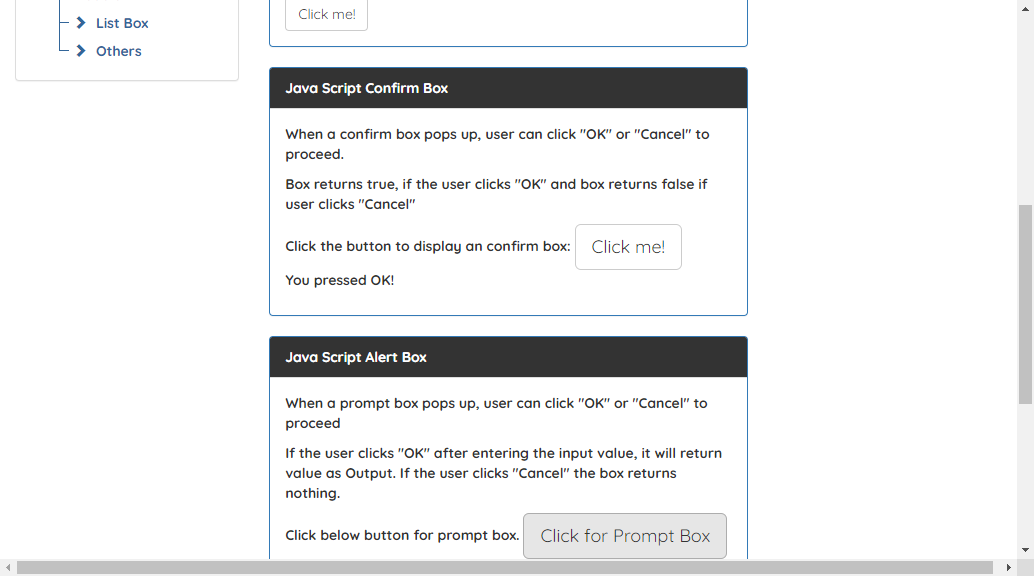 List Box
Others
Click me!
Java Script Confirm Box
When a confirm box pops up, user can click "OK" or "Cancel" to
proceed.
Box returns true, if the user clicks "OK" and box returns false if
user clicks "Cancel"
Click the button to display an confirm box: Click me!
You pressed OK!
Java Script Alert Box
When a prompt box pops up, user can click "OK" or "Cancel" to
proceed
If the user clicks "OK" after entering the input value, it will return
value as Output. If the user clicks "Cancel" the box returns
nothing.
Click below button for prompt box. Click for Prompt Box